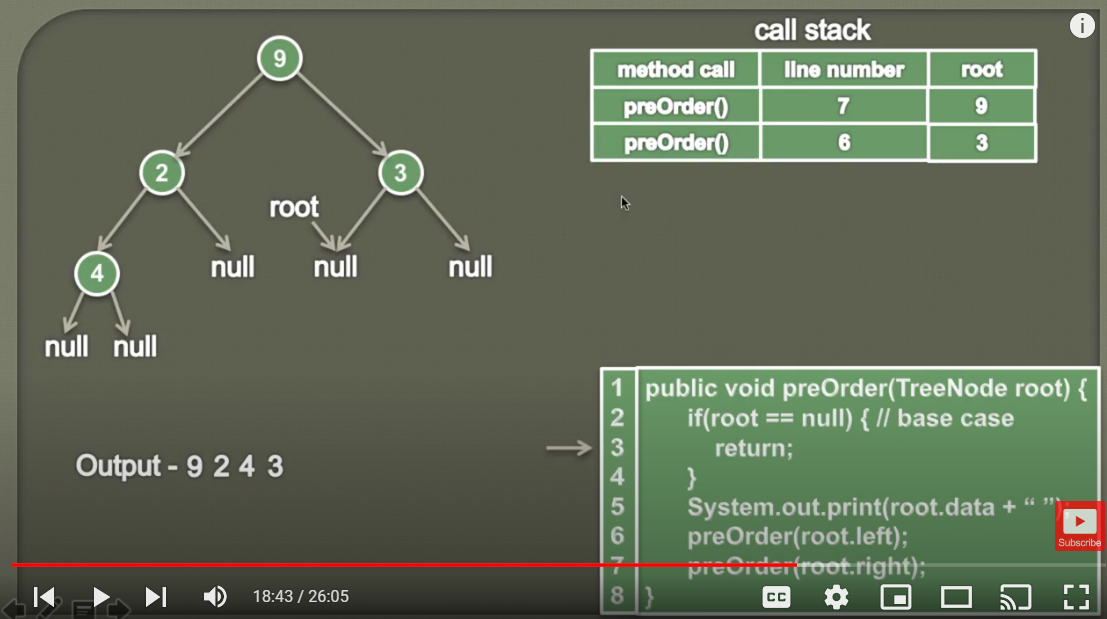 call stack
method call line number root
preOrder() 7 9
preOrder() 6 3
9
2 3
root
4 null null null
null null
Output - 9 2 4 3
1 public void preOrder(TreeNode root) {
2 if(root == null) { // base case
3 return;
4 }
5 System.out.print(root.data + “ ”);
6 preOrder(root.left);
7 preOrder(root.right);
8 }
Subscribe
18:43 / 26:05
CC
i